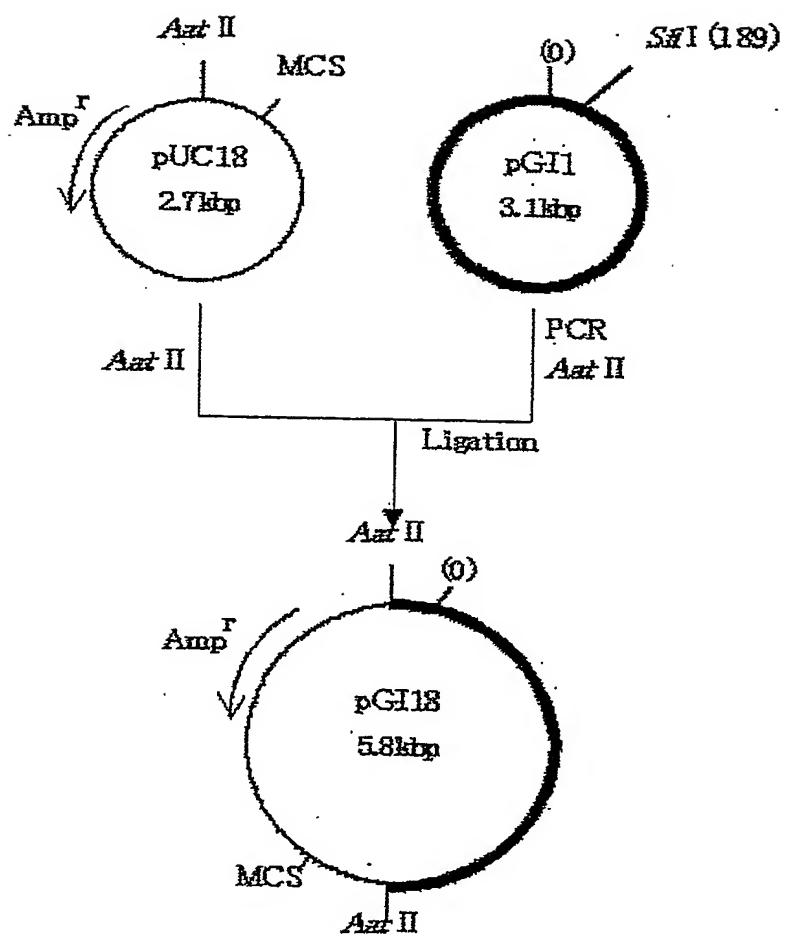 Aat II
MCS
Amp r
pUC18
2.7kbp
(0)
SfiI (189)
pGI1
3.1kbp
Aat II
PCR
Aat II
Ligation
Aat II
(0)
Amp r
pGI18
5.8kbp
MCS
Aat II